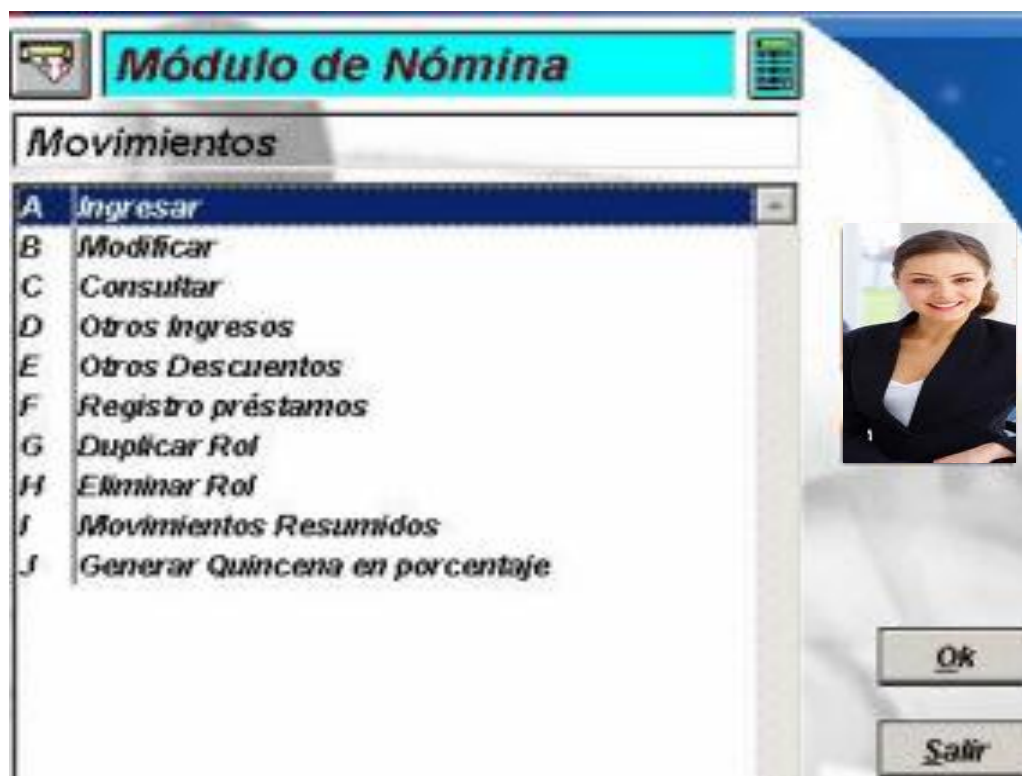 Módulo de Nómina
Movimientos
A Ingresar
B Modificar
C Consultar
D Otros Ingresos
E Otros Descuentos
F Registro préstamos
G Duplicar Rol
H Eliminar Rol
I Movimientos Resumidos
J Generar Quincena en porcentaje
Ok
Salir